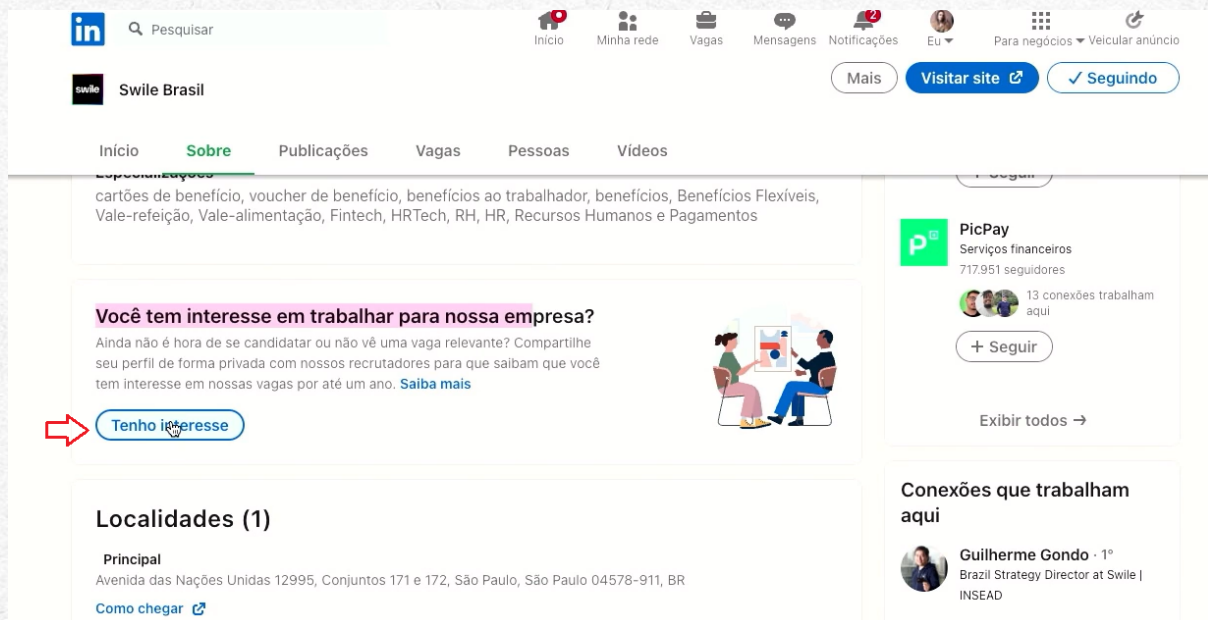 in
Pesquisar
Início
Minha rede
Vagas
Mensagens
2
Notificações
Eu
Para negócios
Veicular anúncio
swile
Swile Brasil
Mais
Visitar site
Seguindo
Início
Sobre
Publicações
Vagas
Pessoas
Vídeos
Especializações
cartões de benefício, voucher de benefício, benefícios ao trabalhador, benefícios, Benefícios Flexíveis,
Vale-refeição, Vale-alimentação, Fintech, HRTech, RH, HR, Recursos Humanos e Pagamentos
Você tem interesse em trabalhar para nossa empresa?
Ainda não é hora de se candidatar ou não vê uma vaga relevante? Compartilhe
seu perfil de forma privada com nossos recrutadores para que saibam que você
tem interesse em nossas vagas por até um ano. Saiba mais
Tenho interesse
Localidades (1)
Principal
Avenida das Nações Unidas 12995, Conjuntos 171 e 172, São Paulo, São Paulo 04578-911, BR
Como chegar
+ Seguir
PicPay
Serviços financeiros
717.951 seguidores
13 conexões trabalham
aqui
+ Seguir
Exibir todos →
Conexões que trabalham
aqui
Guilherme Gondo · 1º
Brazil Strategy Director at Swile |
INSEAD